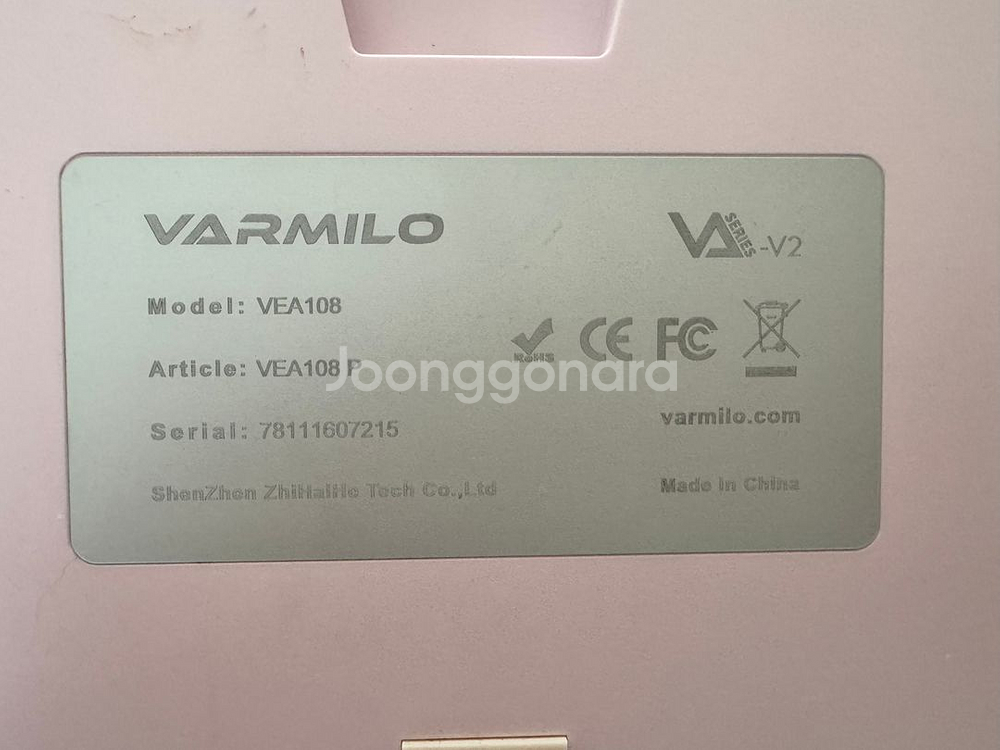 VARMILO
VA SERIES -V2
Model: VEA108
Article: VEA108 P
RoHS CE FC
Joonggonara
Serial: 78111607215
varmilo.com
ShenZhen ZhiHaiHe Tech Co.,Ltd
Made in China